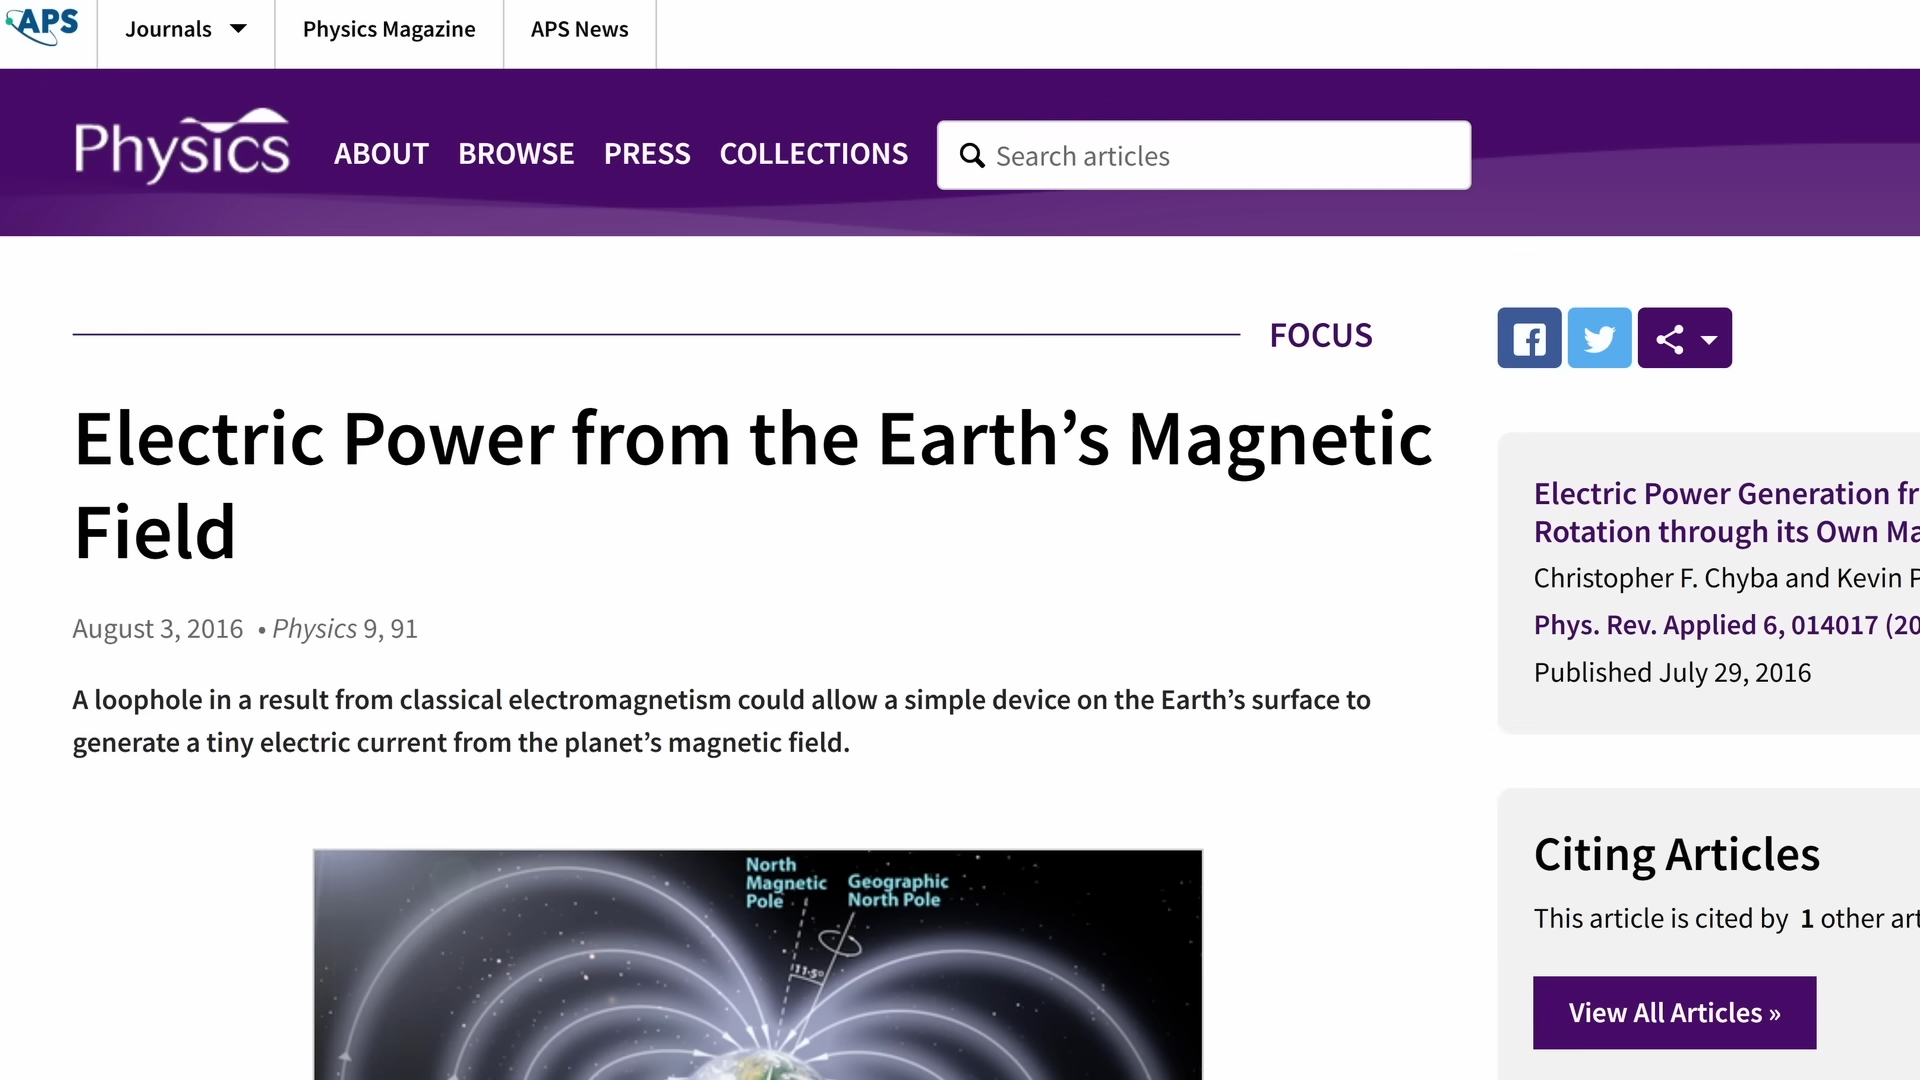 APS
Journals
Physics Magazine
APS News
Physics
ABOUT
BROWSE
PRESS
COLLECTIONS
Search articles
FOCUS
Electric Power from the Earth’s Magnetic
Field
August 3, 2016 • Physics 9, 91
A loophole in a result from classical electromagnetism could allow a simple device on the Earth’s surface to
generate a tiny electric current from the planet’s magnetic field.
North
Magnetic
Pole
Geographic
North Pole
11.5°
Electric Power Generation fr
Rotation through its Own Ma
Christopher F. Chyba and Kevin P
Phys. Rev. Applied 6, 014017 (20
Published July 29, 2016
Citing Articles
This article is cited by 1 other art
View All Articles »